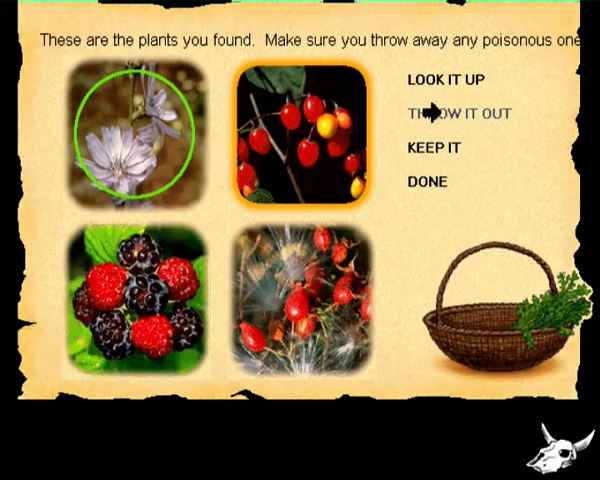 These are the plants you found.  Make sure you throw away any poisonous one
LOOK IT UP
THROW IT OUT
KEEP IT
DONE